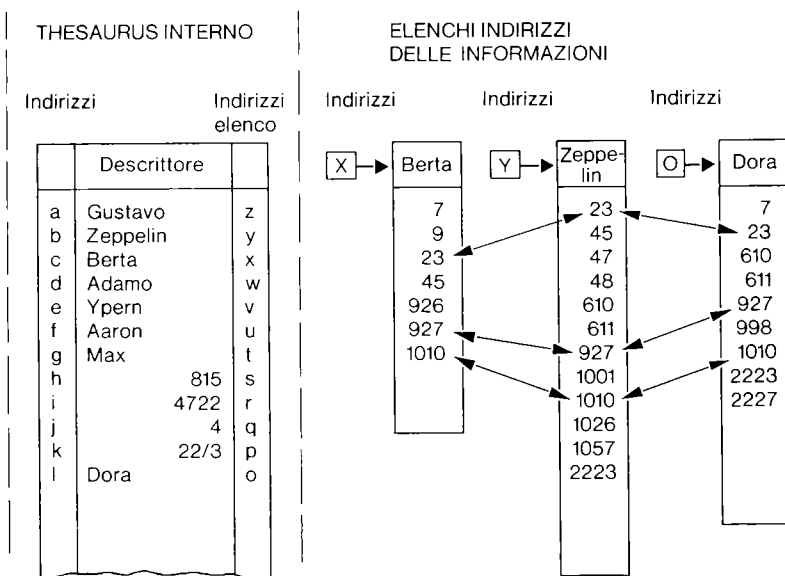 THESAURUS INTERNO
Indirizzi Indirizzi
elenco
Descrittore
a Gustavo z
b Zeppelin y
c Berta x
d Adamo w
e Ypern v
f Aaron u
g Max t
h 815 s
i 4722 r
j 4 q
k 22/3 p
l Dora o
ELENCHI INDIRIZZI
DELLE INFORMAZIONI
Indirizzi Indirizzi Indirizzi
X Berta
7
9
23
45
926
927
1010
Y Zeppe-
lin
23
45
47
48
610
611
927
1001
1010
1026
1057
2223
O Dora
7
23
610
611
927
998
1010
2223
2227